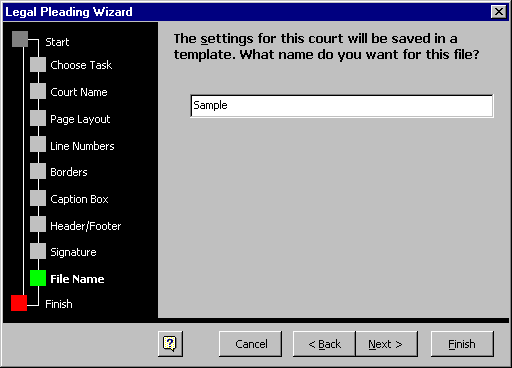 Legal Pleading Wizard
Start
Choose Task
Court Name
Page Layout
Line Numbers
Borders
Caption Box
Header/Footer
Signature
File Name
Finish
The settings for this court will be saved in a
template. What name do you want for this file?
Sample
?
Cancel
< Back
Next >
Finish